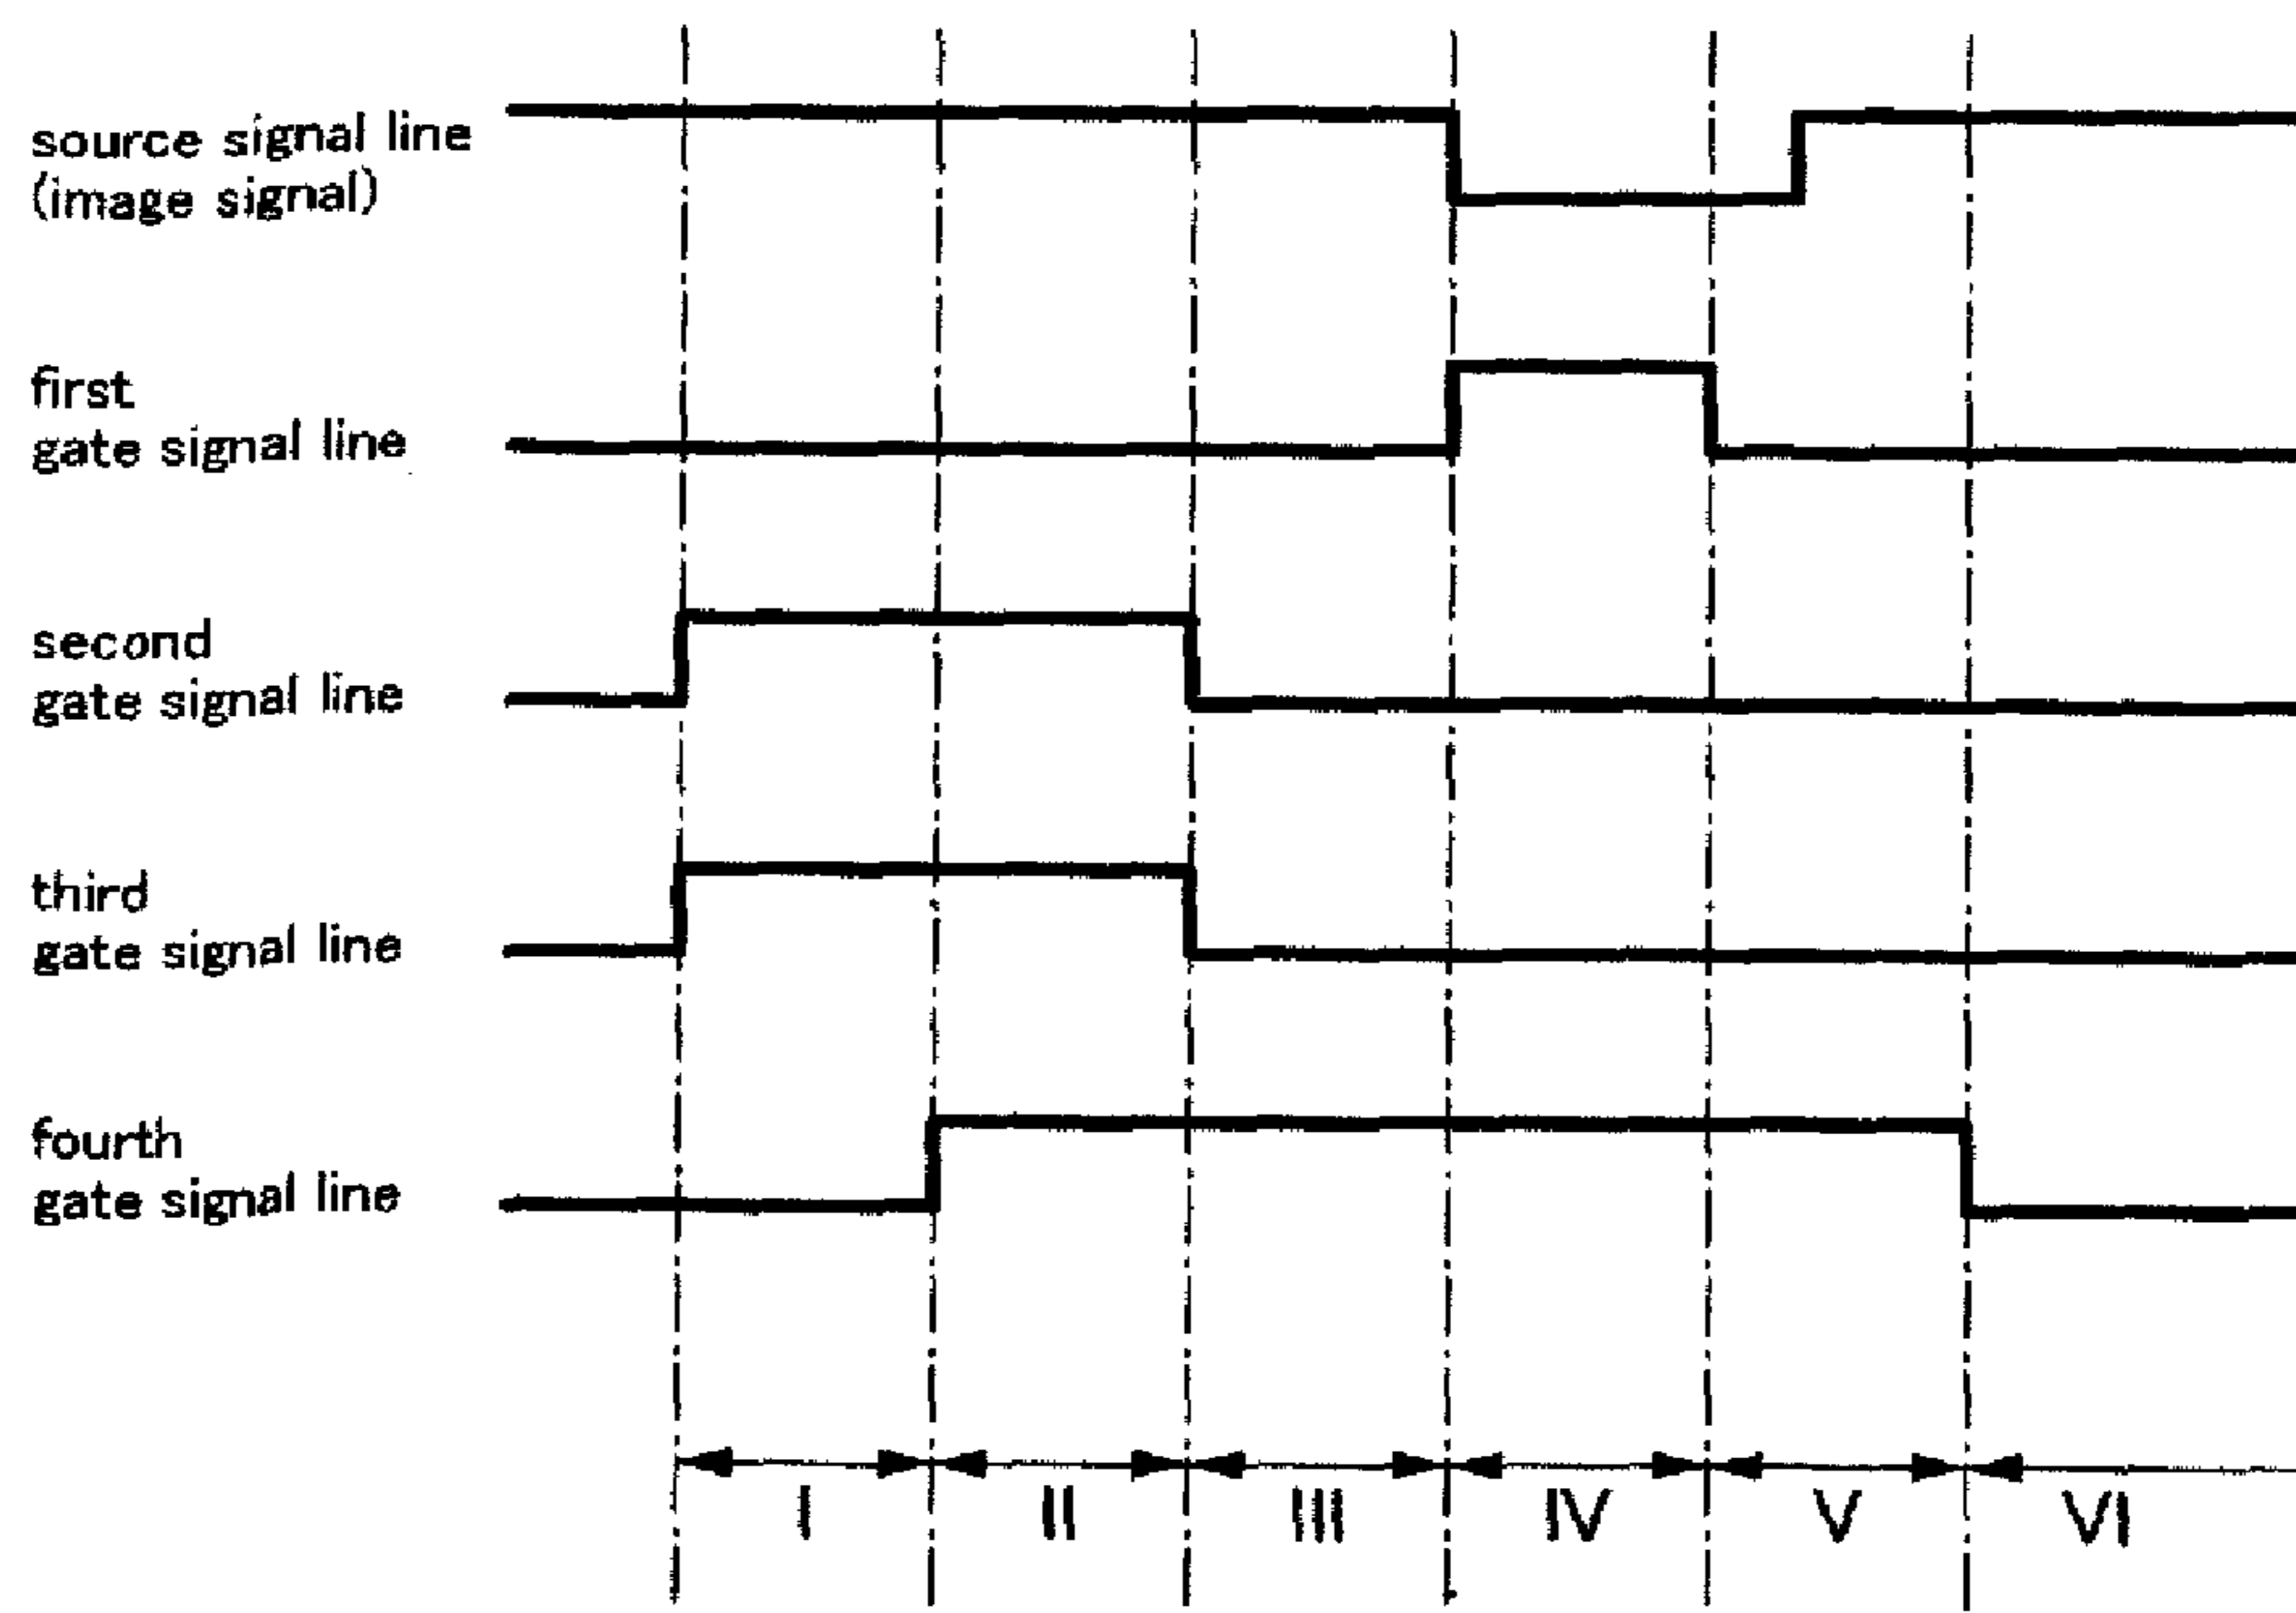 source signal line
(image signal)
first
gate signal line
second
gate signal line
third
gate signal line
fourth
gate signal line
I II III IV V VI